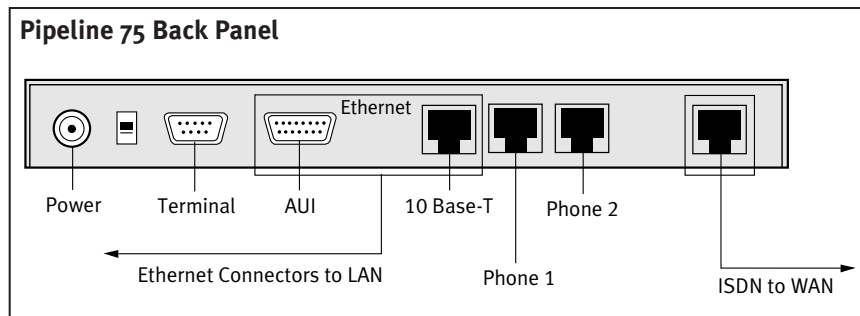 Pipeline 75 Back Panel
Ethernet
Power
Terminal
AUI
10 Base-T
Phone 2
Ethernet Connectors to LAN
Phone 1
ISDN to WAN